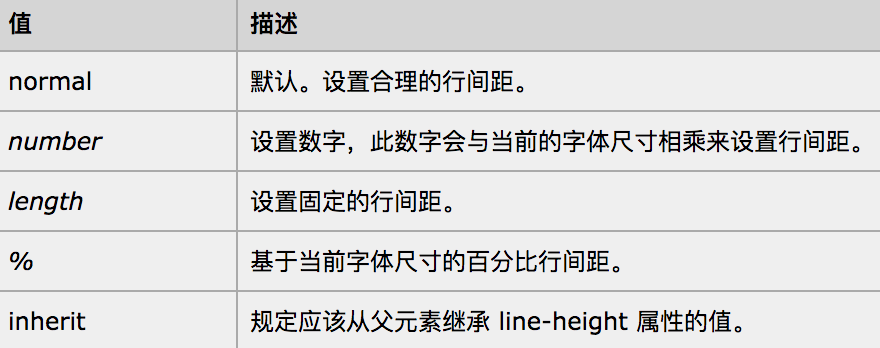 值 描述
normal 默认。设置合理的行间距。
number 设置数字，此数字会与当前的字体尺寸相乘来设置行间距。
length 设置固定的行间距。
% 基于当前字体尺寸的百分比行间距。
inherit 规定应该从父元素继承 line-height 属性的值。